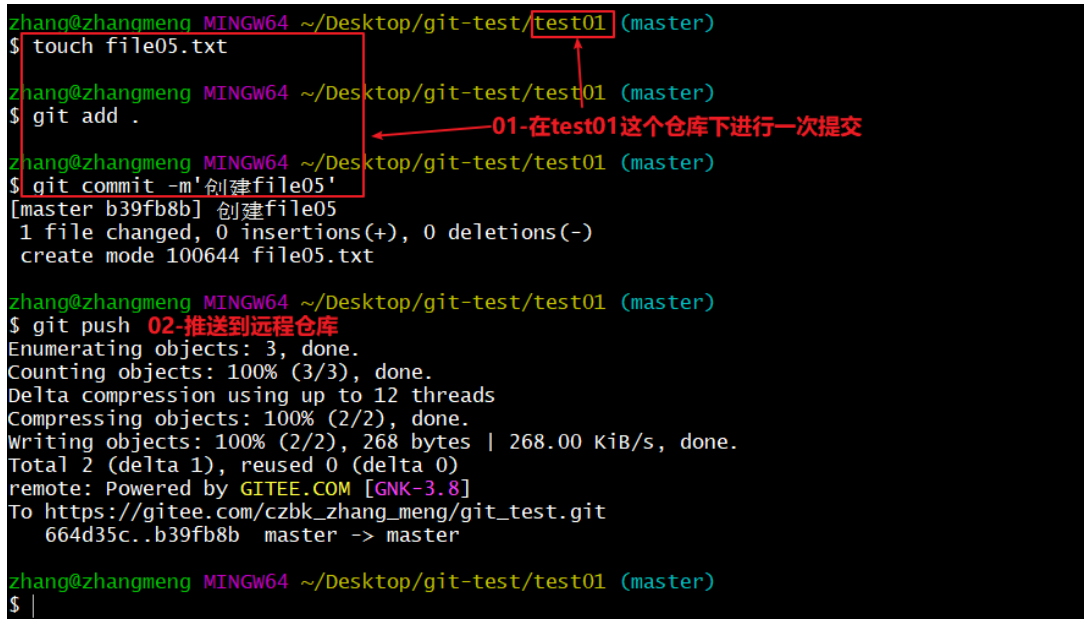 zhang@zhangmeng MINGW64 ~/Desktop/git-test/test01 (master)
$ touch file05.txt
zhang@zhangmeng MINGW64 ~/Desktop/git-test/test01 (master)
$ git add .
01-在test01这个仓库下进行一次提交
zhang@zhangmeng MINGW64 ~/Desktop/git-test/test01 (master)
$ git commit -m'创建file05'
[master b39fb8b] 创建file05
 1 file changed, 0 insertions(+), 0 deletions(-)
 create mode 100644 file05.txt
zhang@zhangmeng MINGW64 ~/Desktop/git-test/test01 (master)
$ git push 02-推送到远程仓库
Enumerating objects: 3, done.
Counting objects: 100% (3/3), done.
Delta compression using up to 12 threads
Compressing objects: 100% (2/2), done.
Writing objects: 100% (2/2), 268 bytes | 268.00 KiB/s, done.
Total 2 (delta 1), reused 0 (delta 0)
remote: Powered by GITEE.COM [GNK-3.8]
To https://gitee.com/czbk_zhang_meng/git_test.git
   664d35c..b39fb8b  master -> master
zhang@zhangmeng MINGW64 ~/Desktop/git-test/test01 (master)
$